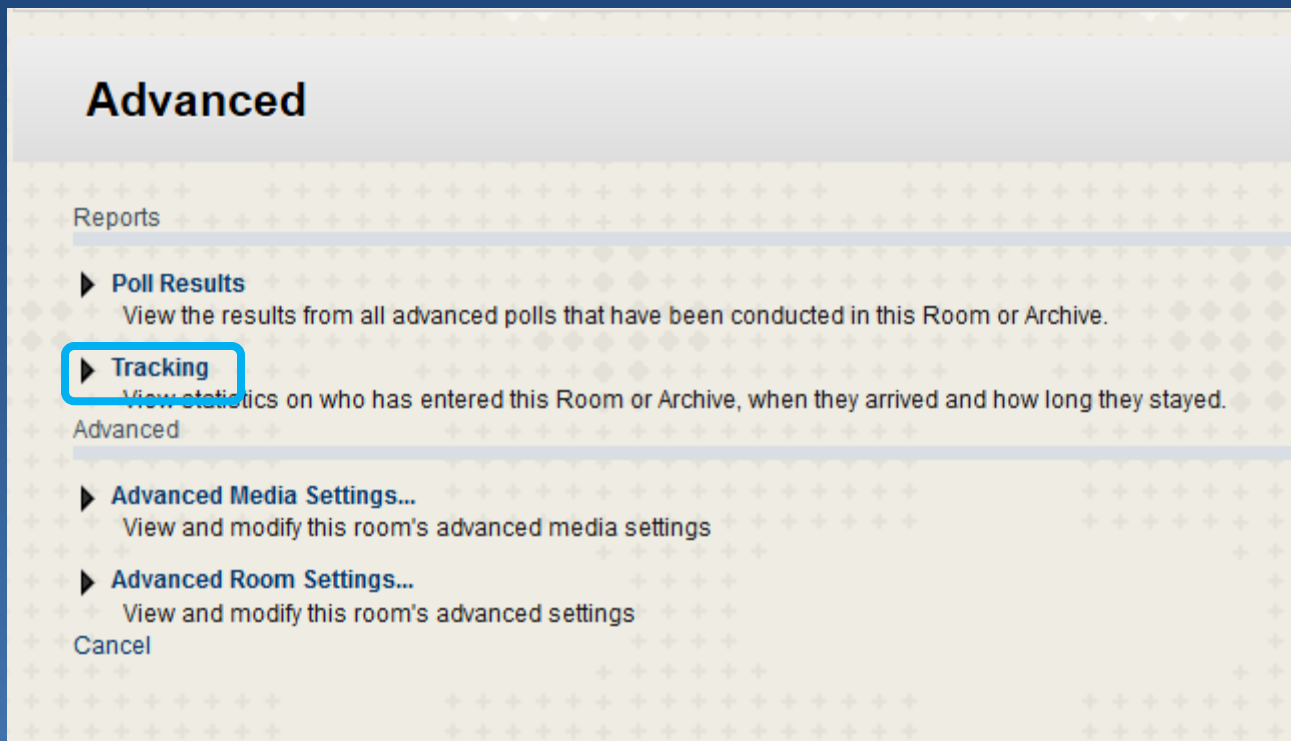 Advanced
Reports
Poll Results
View the results from all advanced polls that have been conducted in this Room or Archive.
Tracking
View statistics on who has entered this Room or Archive, when they arrived and how long they stayed.
Advanced
Advanced Media Settings...
View and modify this room's advanced media settings
Advanced Room Settings...
View and modify this room's advanced settings
Cancel